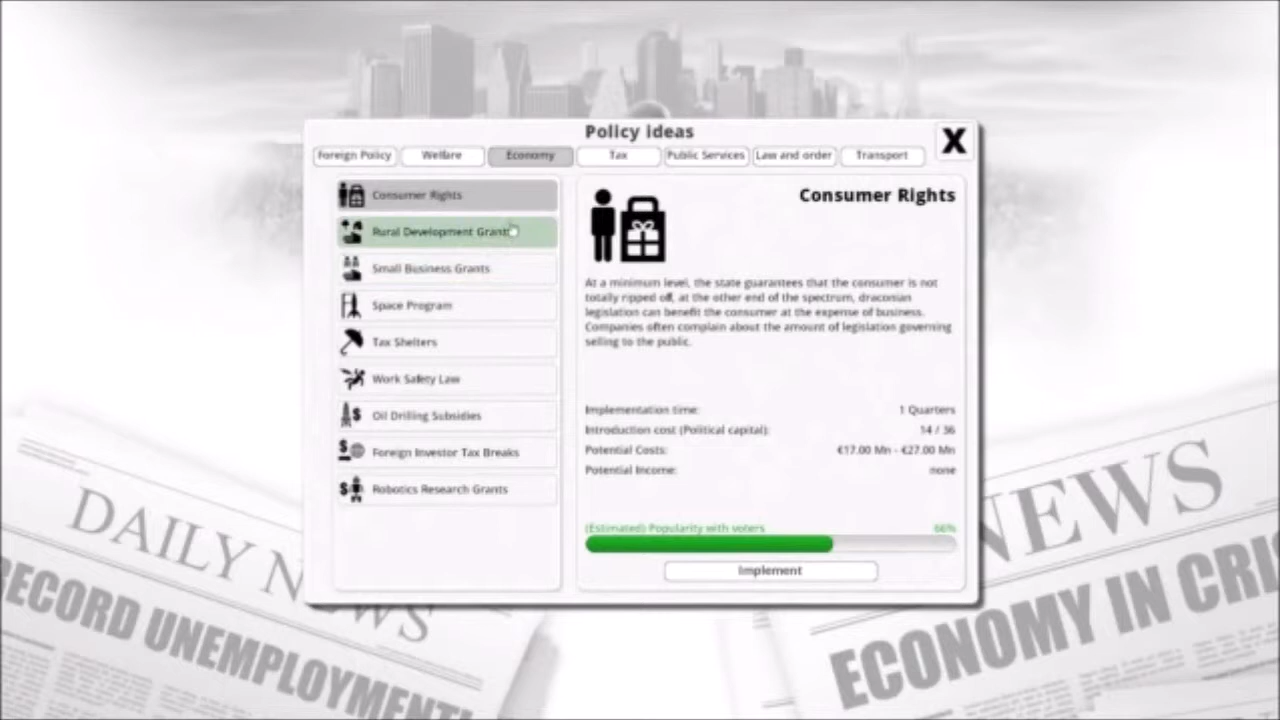 Policy ideas
X
Foreign Policy
Welfare
Economy
Tax
Public Services
Law and order
Transport
Consumer Rights
Rural Development Grants
Small Business Grants
Space Program
Tax Shelters
Work Safety Law
Oil Drilling Subsidies
Foreign Investor Tax Breaks
Robotics Research Grants
Consumer Rights
At a minimum level, the state guarantees that the consumer is not
totally ripped off, at the other end of the spectrum, draconian
legislation can benefit the consumer at the expense of business.
Companies often complain about the amount of legislation governing
selling to the public.
Implementation time: 1 Quarters
Introduction cost (Political capital): 14 / 36
Potential Costs: €17.00 Mn - €27.00 Mn
Potential Income: none
(Estimated) Popularity with voters 66%
Implement
DAILY NEWS
RECORD UNEMPLOYMENT!
NEWS
ECONOMY IN CRI